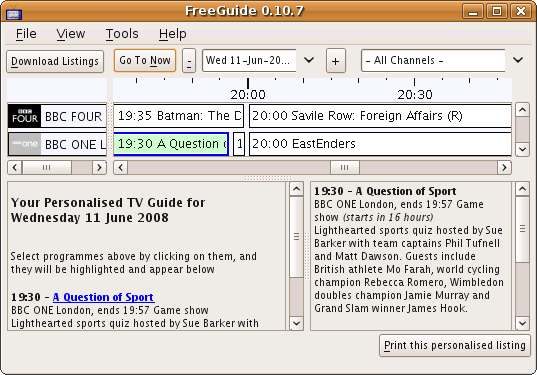 FreeGuide 0.10.7
File View Tools Help
Download Listings Go To Now - Wed 11-Jun-20... + - All Channels -
20:00 20:30
BBC FOUR BBC FOUR 19:35 Batman: The D 20:00 Savile Row: Foreign Affairs (R)
one BBC ONE L 19:30 A Question 1 20:00 EastEnders
Your Personalised TV Guide for
Wednesday 11 June 2008
Select programmes above by clicking on them, and
they will be highlighted and appear below
19:30 - A Question of Sport
BBC ONE London, ends 19:57 Game show
Lighthearted sports quiz hosted by Sue Barker with
19:30 - A Question of Sport
BBC ONE London, ends 19:57 Game
show (starts in 16 hours)
Lighthearted sports quiz hosted by Sue
Barker with team captains Phil Tufnell
and Matt Dawson. Guests include
British athlete Mo Farah, world cycling
champion Rebecca Romero, Wimbledon
doubles champion Jamie Murray and
Grand Slam winner James Hook.
Print this personalised listing